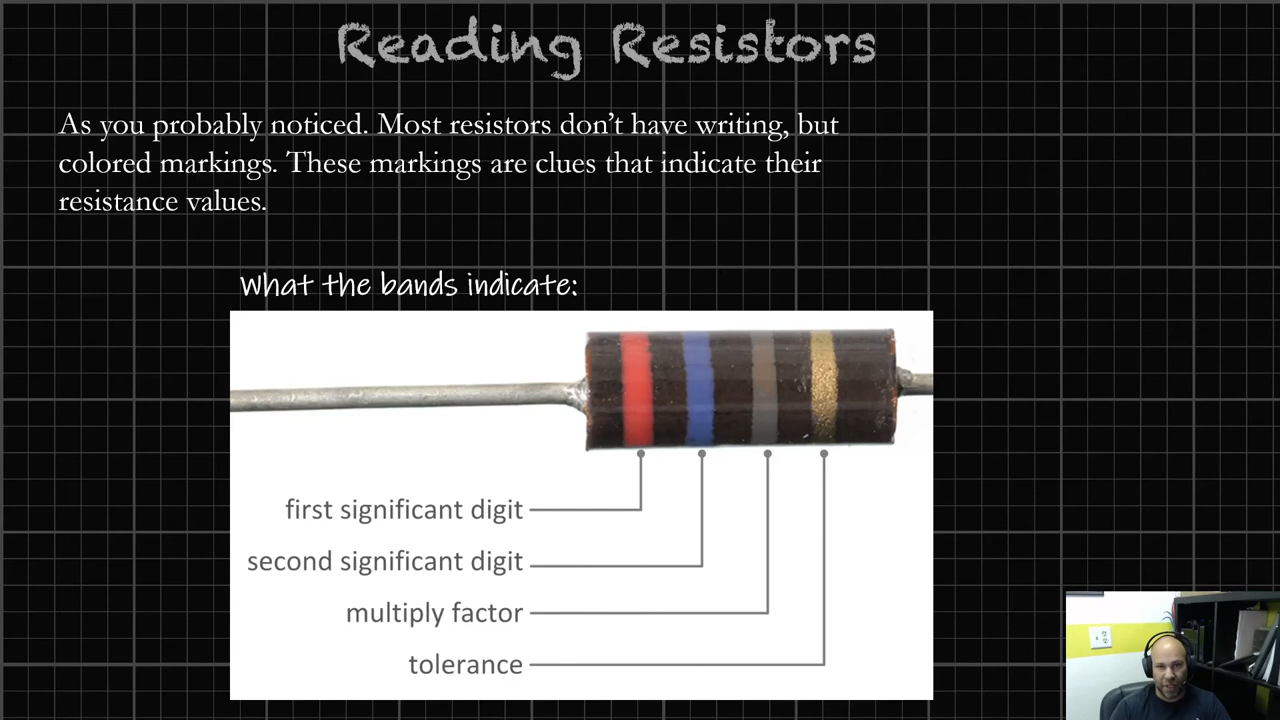 Reading Resistors
As you probably noticed. Most resistors don’t have writing, but
colored markings. These markings are clues that indicate their
resistance values.
What the bands indicate:
first significant digit
second significant digit
multiply factor
tolerance